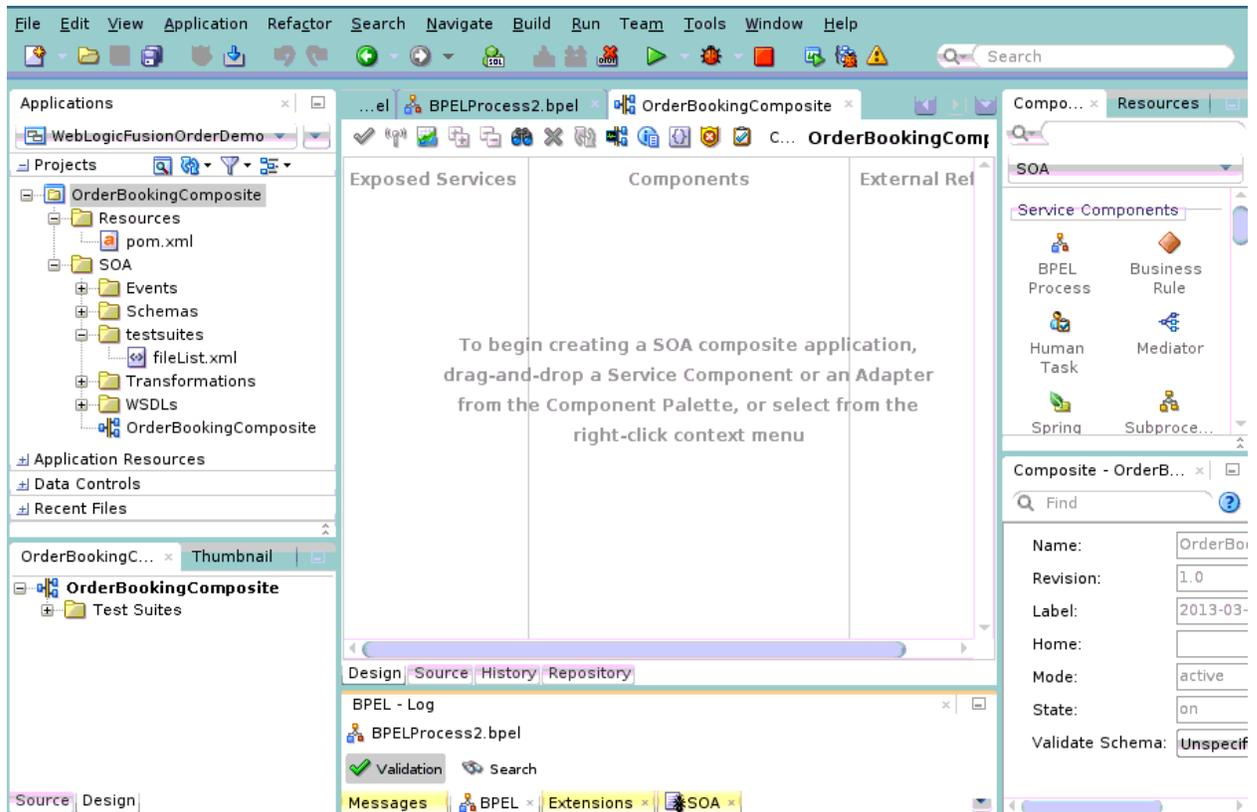 File Edit View Application Refactor Search Navigate Build Run Team Tools Window Help
Search
Applications
WebLogicFusionOrderDemo
Projects
OrderBookingComposite
Resources
pom.xml
SOA
Events
Schemas
testsuites
fileList.xml
Transformations
WSDLs
OrderBookingComposite
Application Resources
Data Controls
Recent Files
OrderBookingC... Thumbnail
OrderBookingComposite
Test Suites
Source Design
...el BPELProcess2.bpel OrderBookingComposite
C... OrderBookingComp
Exposed Services Components External Ref
To begin creating a SOA composite application,
drag-and-drop a Service Component or an Adapter
from the Component Palette, or select from the
right-click context menu
Design Source History Repository
BPEL - Log
BPELProcess2.bpel
Validation Search
Messages BPEL Extensions SOA
Compo... Resources
SOA
Service Components
BPEL Process
Business Rule
Human Task
Mediator
Spring
Subproce...
Composite - OrderB...
Find
Name: OrderBoo
Revision: 1.0
Label: 2013-03-
Home:
Mode: active
State: on
Validate Schema: Unspecif